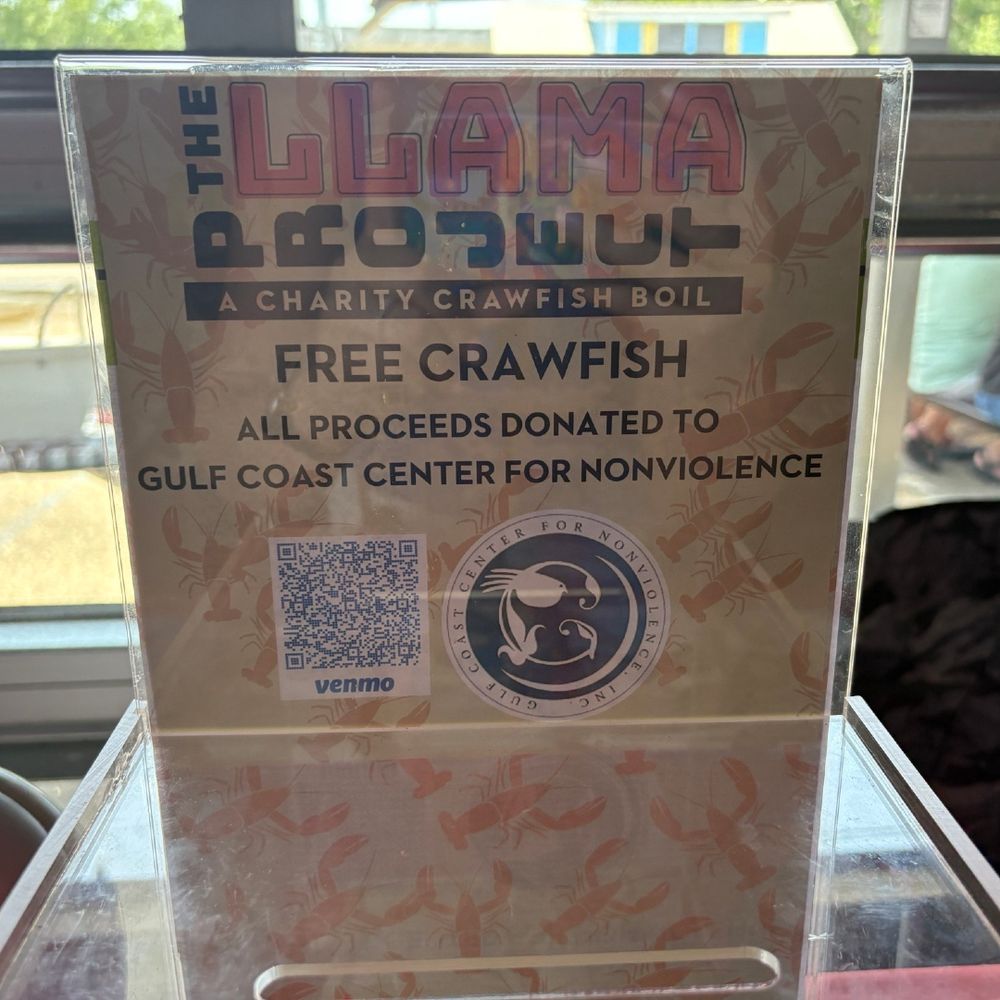 THE LLAMA
PROJECT
A CHARITY CRAWFISH BOIL
FREE CRAWFISH
ALL PROCEEDS DONATED TO
GULF COAST CENTER FOR NONVIOLENCE
venmo
GULF COAST CENTER FOR NONVIOLENCE, INC.